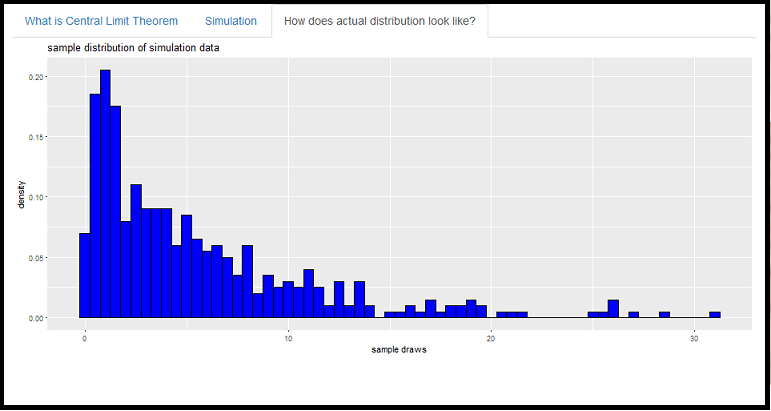 What is Central Limit Theorem Simulation How does actual distribution look like?
sample distribution of simulation data
0.20
0.15
0.10
0.05
0.00
density
0 10 20 30
sample draws